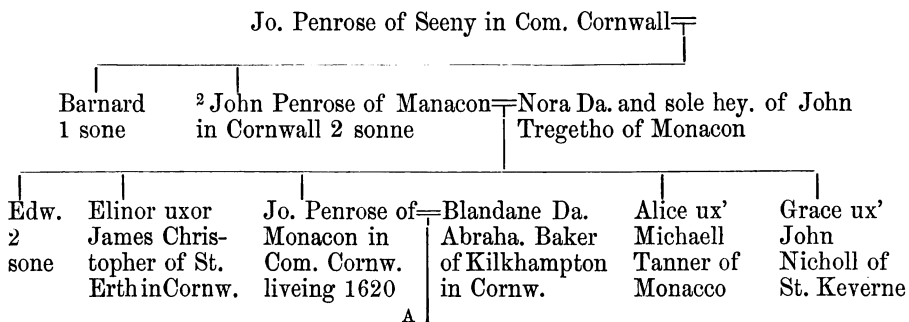 Jo. Penrose of Seeny in Com. Cornwall
Barnard
1 sone
2 John Penrose of Manacon
in Cornwall 2 sonne
Nora Da. and sole hey. of John
Tregetho of Monacon
Edw.
2
sone
Elinor uxor
James Chris-
topher of St.
Erth in Cornw.
Jo. Penrose of
Monacon in
Com. Cornw.
liveing 1620
Blandane Da.
Abraha. Baker
of Kilkhampton
in Cornw.
Alice ux'
Michaell
Tanner of
Monacco
Grace ux'
John
Nicholl of
St. Keverne
A